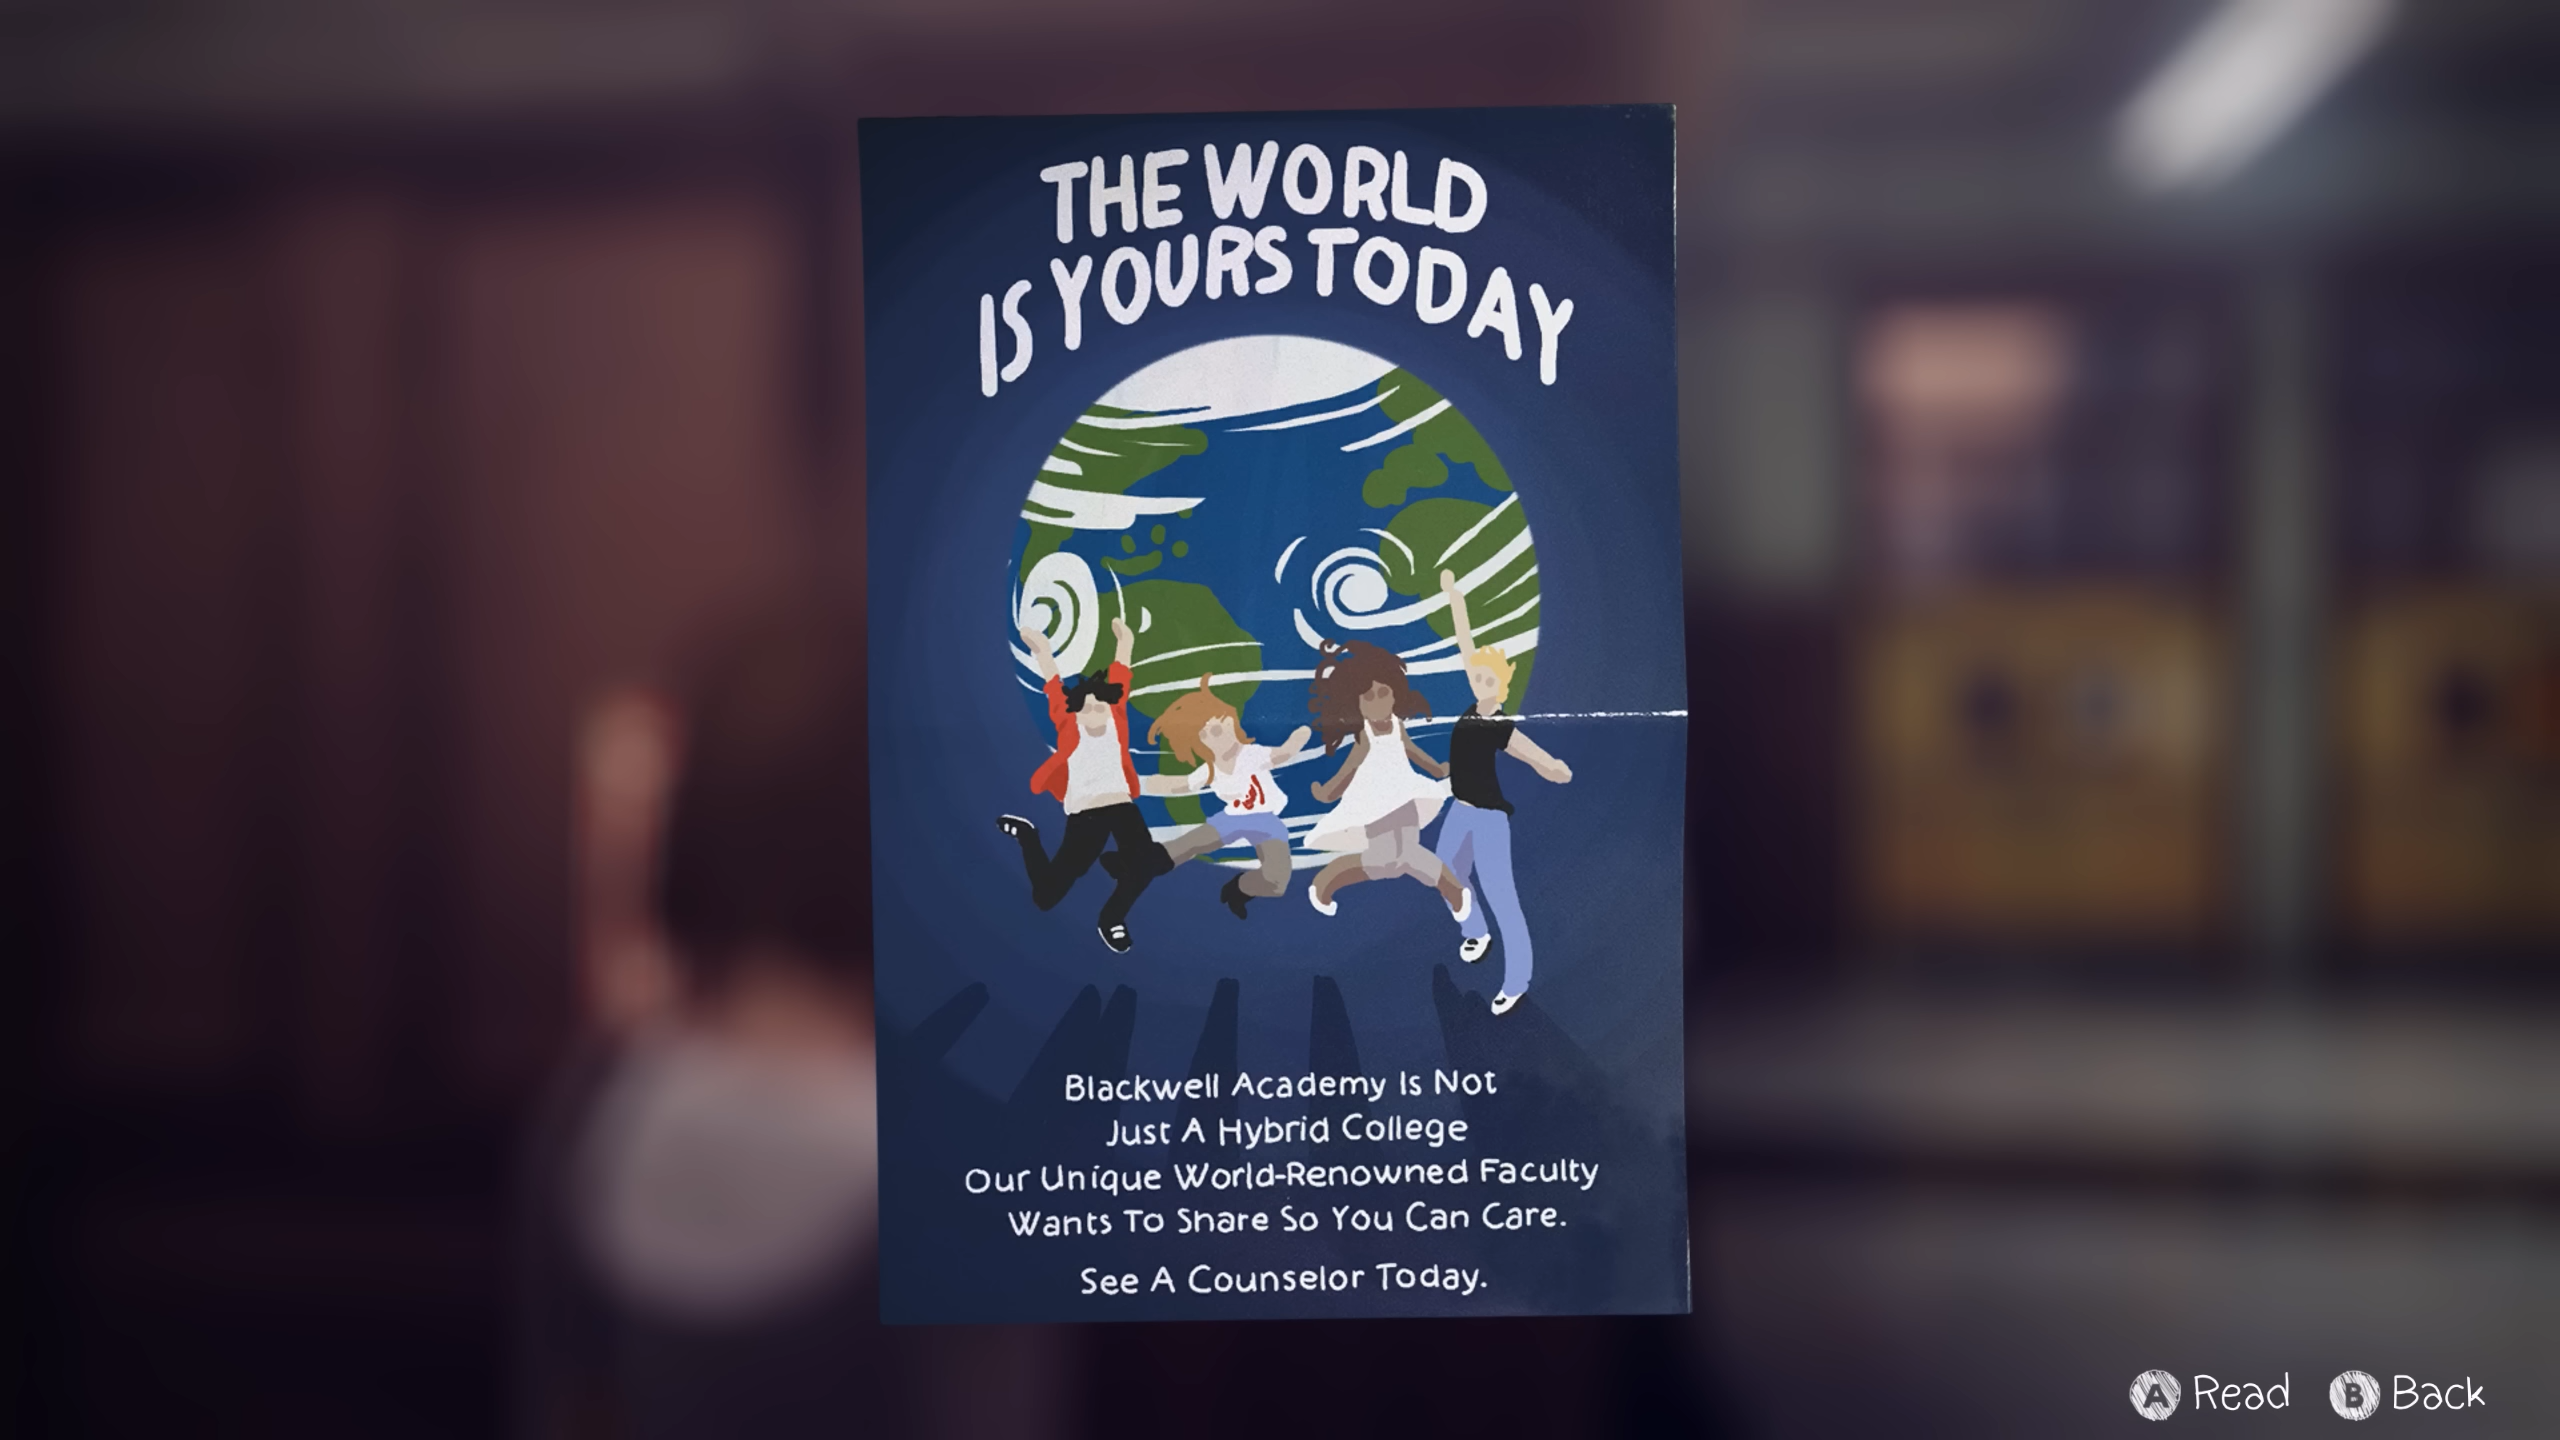 THE WORLD
IS YOURS TODAY
Blackwell Academy Is Not
Just A Hybrid College
Our Unique World-Renowned Faculty
Wants To Share So You Can Care.
See A Counselor Today.
A Read B Back